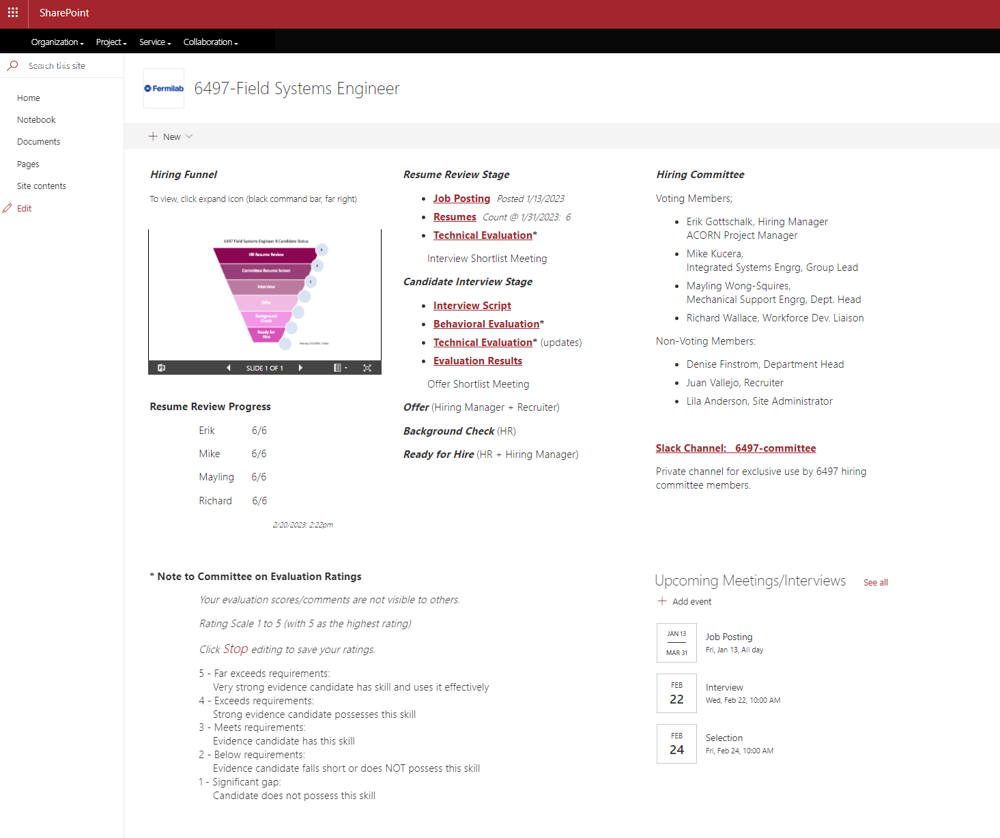 SharePoint
Organization
Project
Service
Collaboration
Search this site
Home
Notebook
Documents
Pages
Site contents
Edit
Fermilab
6497-Field Systems Engineer
+ New
Hiring Funnel
To view, click expand icon (black command bar, far right)
6497 Field Systems Engineer II Candidate Status
HR Resume Review
Committee Resume Screen
Interview
Offer
Background
Check
Ready for
Hire
SLIDE 1 OF 1
Resume Review Progress
Erik 6/6
Mike 6/6
Mayling 6/6
Richard 6/6
2/20/2023; 2:22pm
Resume Review Stage
• Job Posting Posted 1/13/2023
• Resumes Count @ 1/31/2023: 6
• Technical Evaluation*
Interview Shortlist Meeting
Candidate Interview Stage
• Interview Script
• Behavioral Evaluation*
• Technical Evaluation* (updates)
• Evaluation Results
Offer Shortlist Meeting
Offer (Hiring Manager + Recruiter)
Background Check (HR)
Ready for Hire (HR + Hiring Manager)
Hiring Committee
Voting Members;
• Erik Gottschalk, Hiring Manager
ACORN Project Manager
• Mike Kucera,
Integrated Systems Engrg, Group Lead
• Mayling Wong-Squires,
Mechanical Support Engrg, Dept. Head
• Richard Wallace, Workforce Dev. Liaison
Non-Voting Members:
• Denise Finstrom, Department Head
• Juan Vallejo, Recruiter
• Lila Anderson, Site Administrator
Slack Channel: 6497-committee
Private channel for exclusive use by 6497 hiring
committee members.
* Note to Committee on Evaluation Ratings
Your evaluation scores/comments are not visible to others.
Rating Scale 1 to 5 (with 5 as the highest rating)
Click Stop editing to save your ratings.
5 - Far exceeds requirements:
Very strong evidence candidate has skill and uses it effectively
4 - Exceeds requirements:
Strong evidence candidate possesses this skill
3 - Meets requirements:
Evidence candidate has this skill
2 - Below requirements:
Evidence candidate falls short or does NOT possess this skill
1 - Significant gap:
Candidate does not possess this skill
Upcoming Meetings/Interviews See all
+ Add event
JAN 13
MAR 31
Job Posting
Fri, Jan 13, All day
FEB
22
Interview
Wed, Feb 22, 10:00 AM
FEB
24
Selection
Fri, Feb 24, 10:00 AM